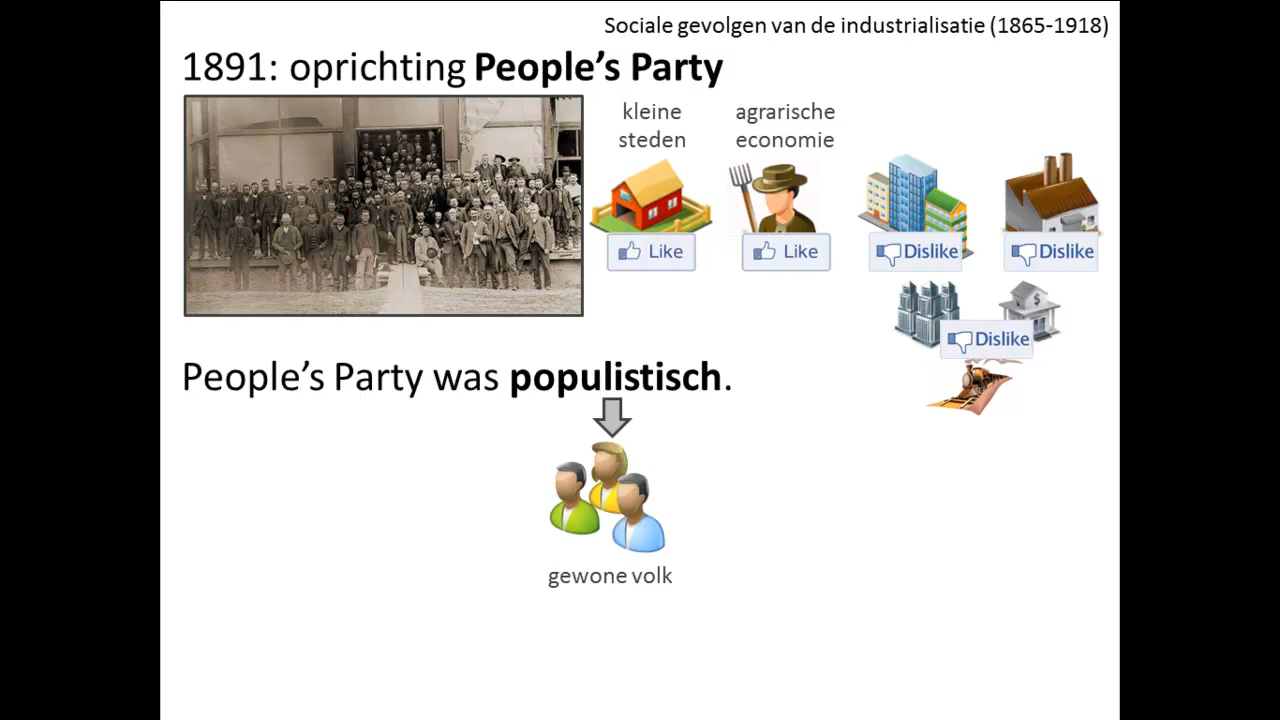 Sociale gevolgen van de industrialisatie (1865-1918)
1891: oprichting People's Party
kleine
steden
agrarische
economie
Like
Like
Dislike
Dislike
$
Dislike
People's Party was populistisch.
gewone volk